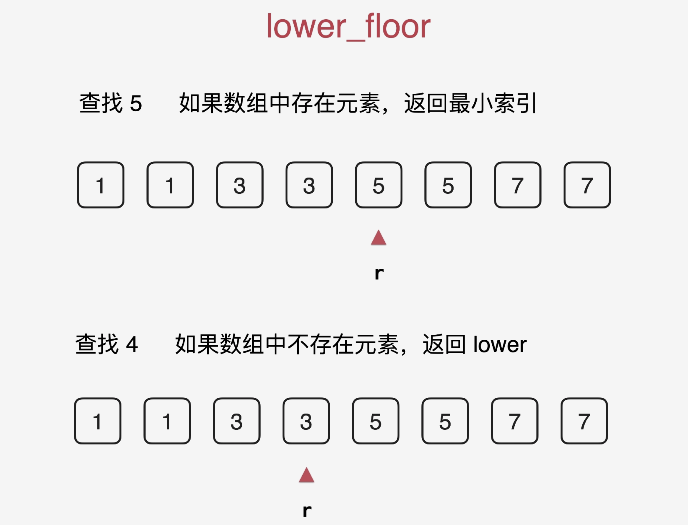 lower_floor
查找 5 如果数组中存在元素，返回最小索引
1 1 3 3 5 5 7 7
r
查找 4 如果数组中不存在元素，返回 lower
1 1 3 3 5 5 7 7
r